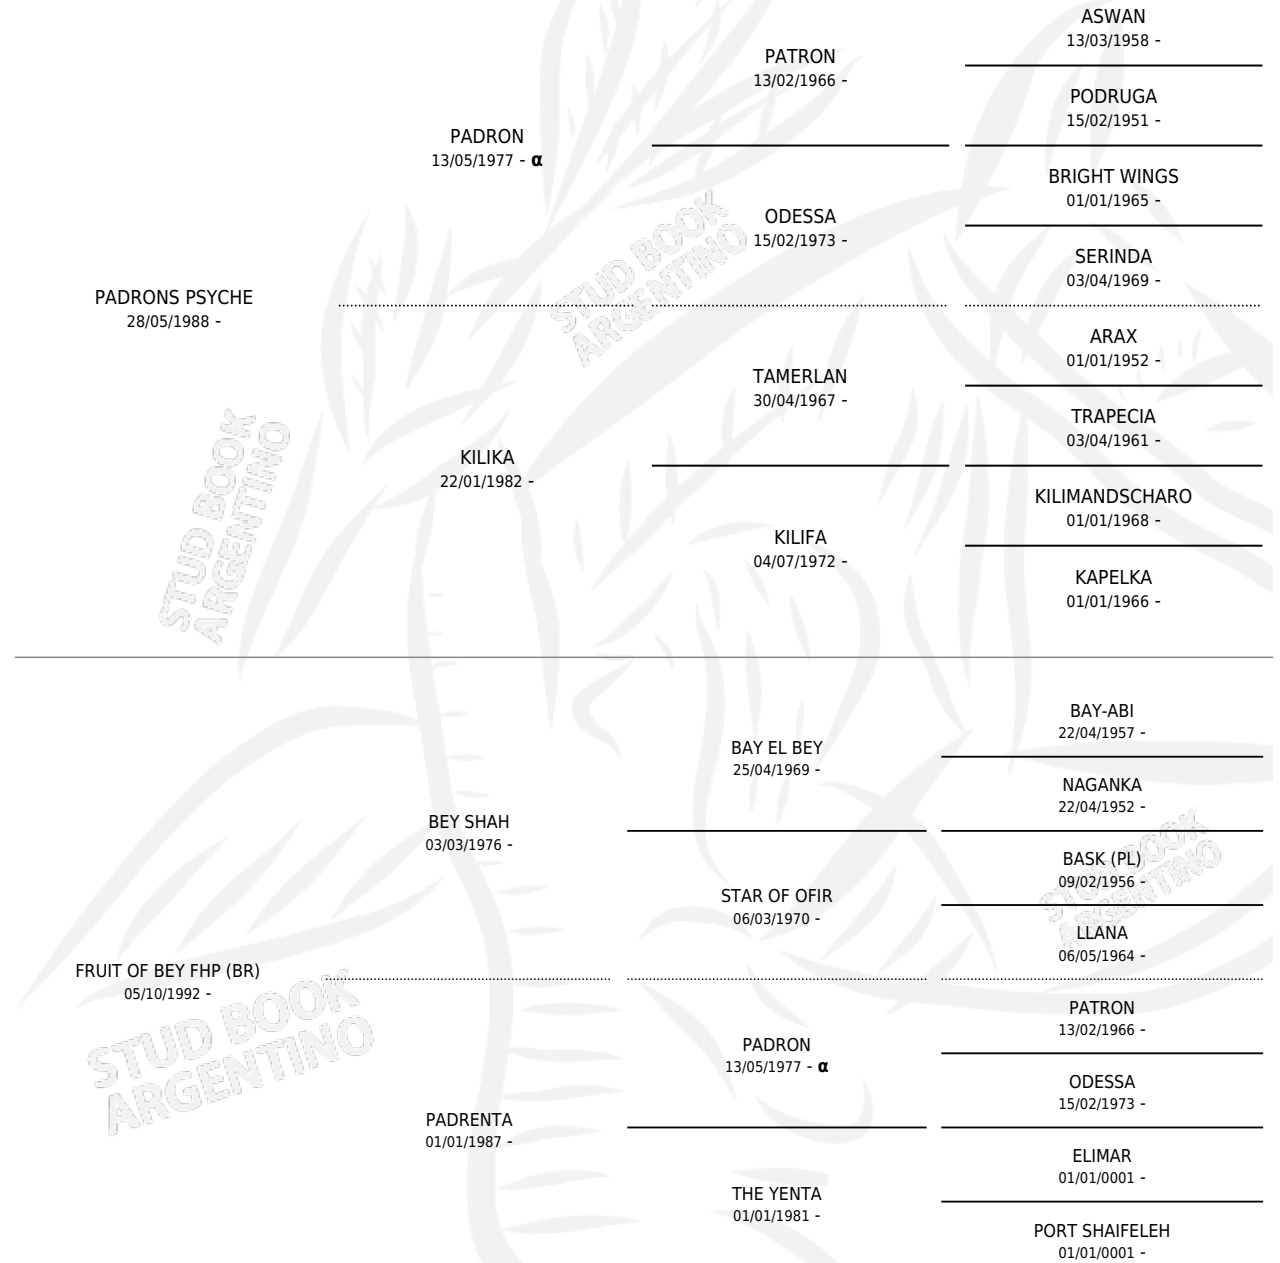 ASWAN
13/03/1958 -
PATRON
13/02/1966 -
PODRUGA
15/02/1951 -
PADRON
13/05/1977 - α
BRIGHT WINGS
01/01/1965 -
ODESSA
15/02/1973 -
SERINDA
03/04/1969 -
PADRONS PSYCHE
28/05/1988 -
ARAX
01/01/1952 -
TAMERLAN
30/04/1967 -
TRAPECIA
03/04/1961 -
KILIKA
22/01/1982 -
KILIMANDSCHARO
01/01/1968 -
KILIFA
04/07/1972 -
KAPELKA
01/01/1966 -
BAY-ABI
22/04/1957 -
BAY EL BEY
25/04/1969 -
NAGANKA
22/04/1952 -
BEY SHAH
03/03/1976 -
BASK (PL)
09/02/1956 -
STAR OF OFIR
06/03/1970 -
LLANA
06/05/1964 -
FRUIT OF BEY FHP (BR)
05/10/1992 -
PATRON
13/02/1966 -
PADRON
13/05/1977 - α
ODESSA
15/02/1973 -
PADRENTA
01/01/1987 -
ELIMAR
01/01/0001 -
THE YENTA
01/01/1981 -
PORT SHAIFELEH
01/01/0001 -
STUD BOOK
ARGENTINO
STUD BOOK
ARGENTINO
STUD BOOK
ARGENTINO
STUD BOOK
ARGENTINO